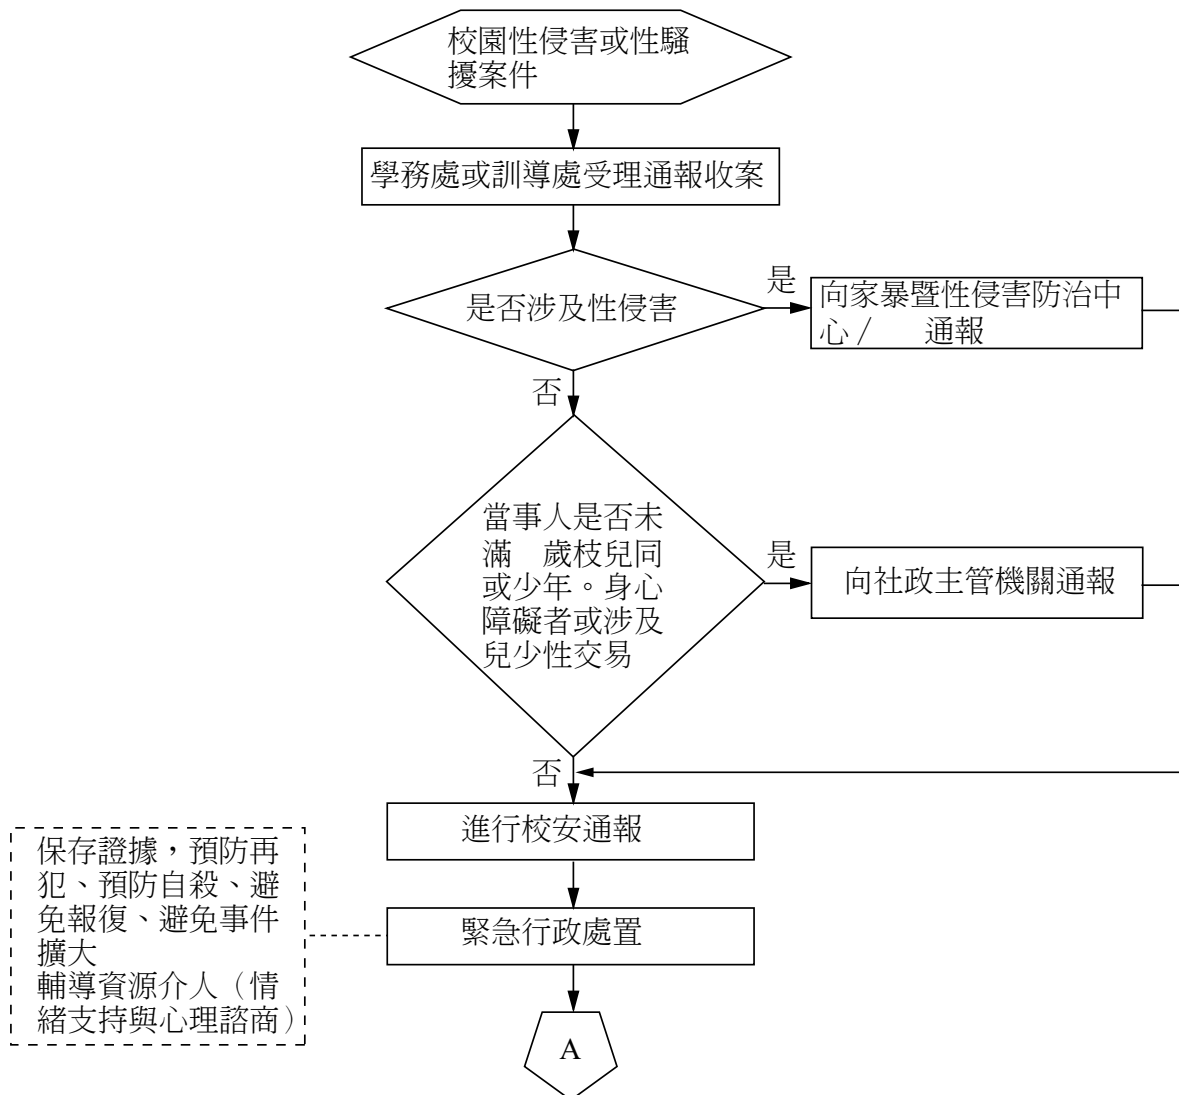 校園性侵害或性騷
擾案件
學務處或訓導處受理通報收案
是否涉及性侵害
是
向家暴暨性侵害防治中
心 /　　通報
否
當事人是否未
滿　歲枝兒同
或少年。身心
障礙者或涉及
兒少性交易
是
向社政主管機關通報
否
進行校安通報
保存證據，預防再
犯、預防自殺、避
免報復、避免事件
擴大
輔導資源介人（情
緒支持與心理諮商）
緊急行政處置
A